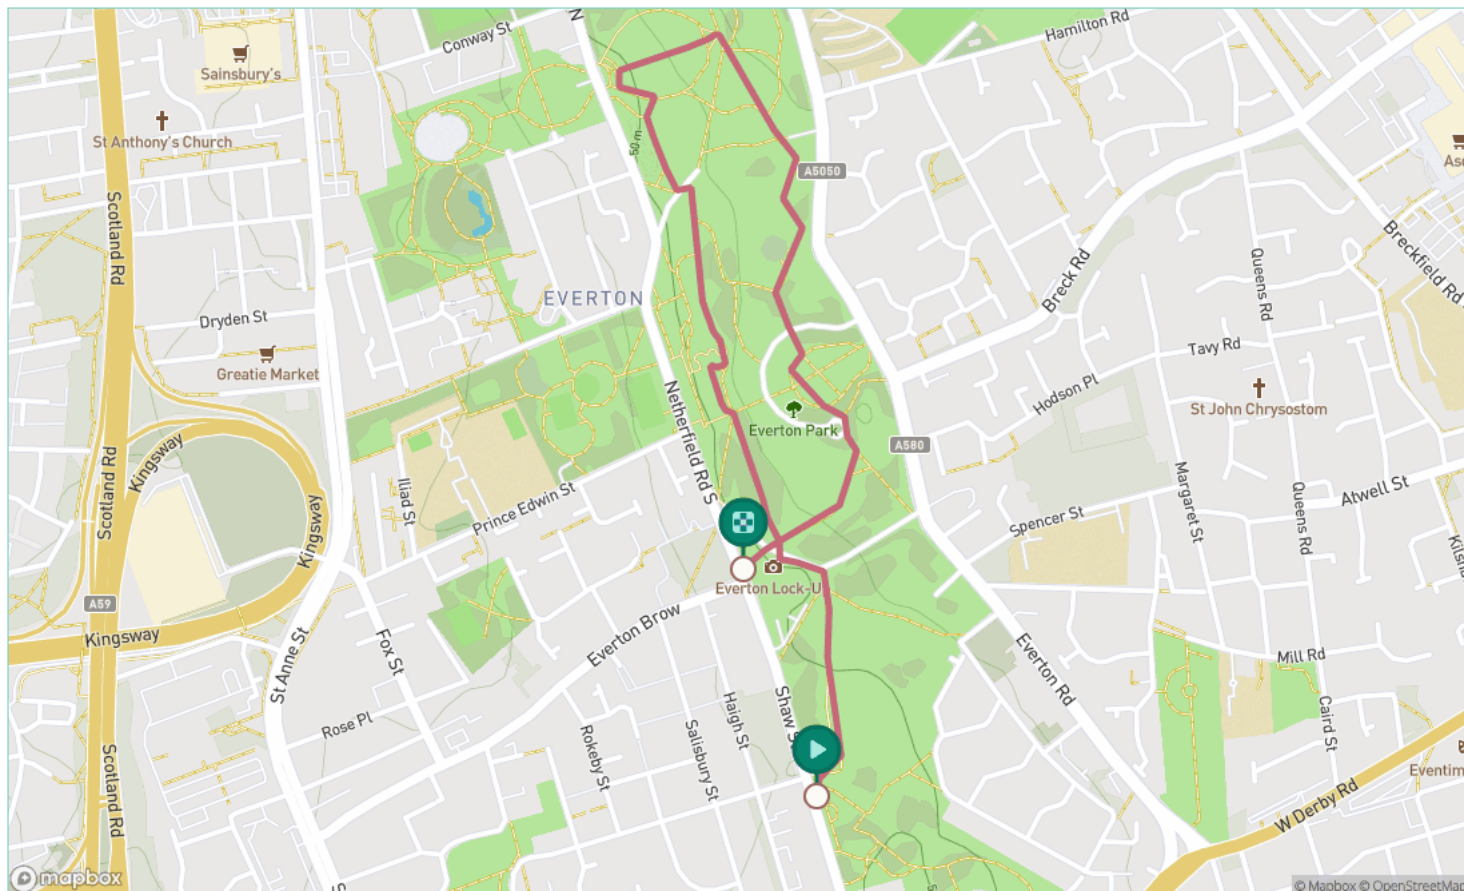 Conway St
N
Hamilton Rd
Sainsbury's
St Anthony's Church
Asd
A5050
Scotland Rd
Breck Rd
Queens Rd
Breckfield Rd
EVERTON
Dryden St
Greatie Market
Tavy Rd
Hodson Pl
St John Chrysostom
Netherfield Rd S
Everton Park
A580
Kingsway
Scotland Rd
Iliad St
Prince Edwin St
Kingsway
Margaret St
Queens Rd
Atwell St
Spencer St
Kilsh
50 m
Everton Lock-U
A59
Kingsway
Fox St
St Anne St
Everton Brow
Everton Rd
Mill Rd
Rose Pl
Rokeby St
Salisbury St
Haigh St
Shaw S
Caird St
Scotland Rd
Eventim
W Derby Rd
S
mapbox
© Mapbox © OpenStreetMap